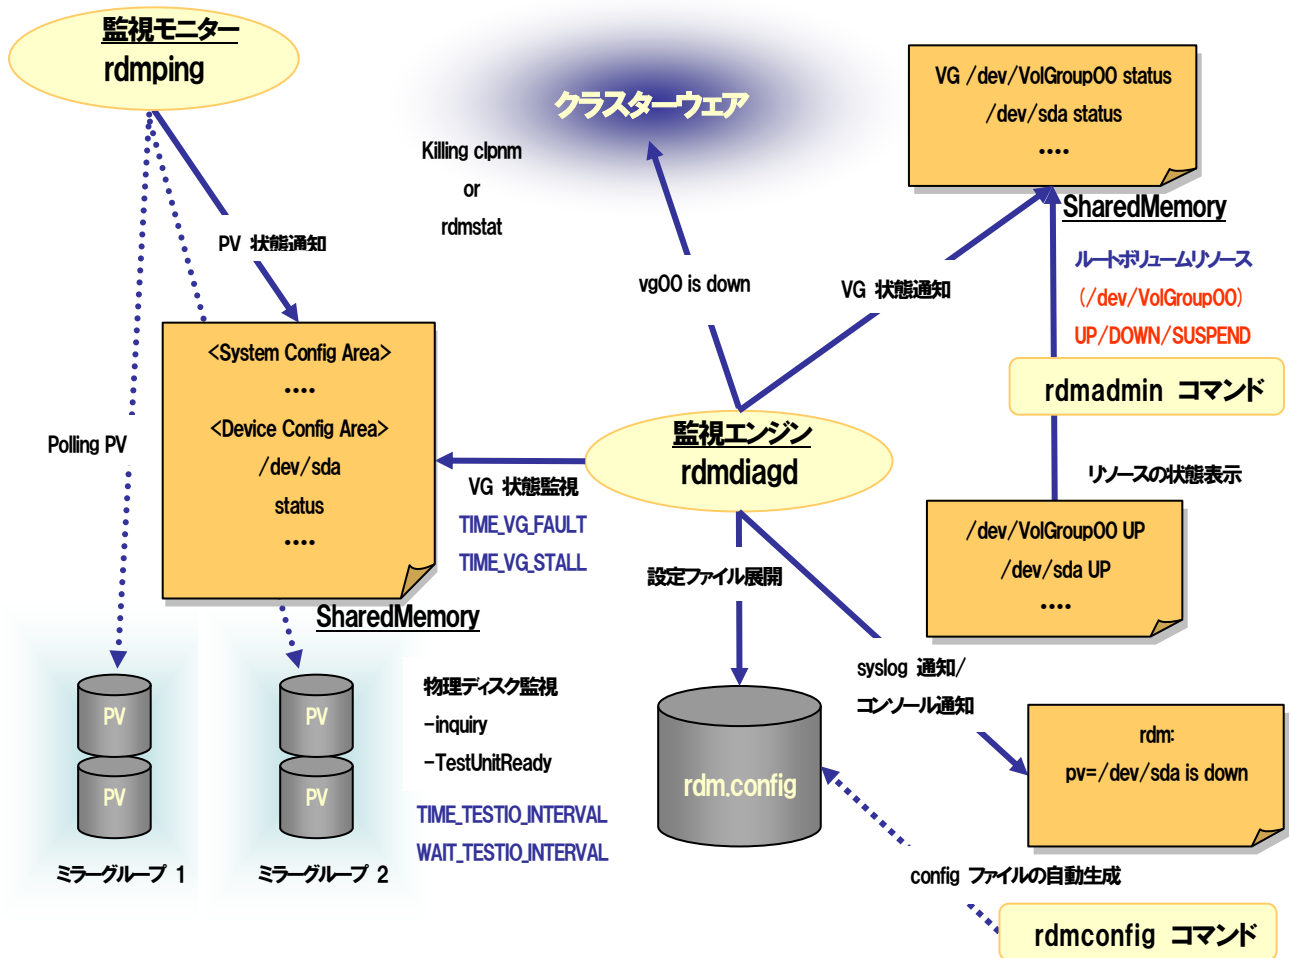 監視モニター
rdmping
クラスターウェア
Killing clpnm
or
rdmstat
VG /dev/VolGroup00 status
/dev/sda status
••••
SharedMemory
PV 状態通知
vg00 is down
VG 状態通知
ルートボリュームリソース
(/dev/VolGroup00)
UP/DOWN/SUSPEND
rdmadmin コマンド
<System Config Area>
••••
<Device Config Area>
/dev/sda
status
••••
SharedMemory
Polling PV
監視エンジン
rdmdiagd
VG 状態監視
TIME_VG_FAULT
TIME_VG_STALL
リソースの状態表示
/dev/VolGroup00 UP
/dev/sda UP
••••
設定ファイル展開
syslog 通知/
コンソール通知
PV
PV
ミラーグループ 1
PV
PV
ミラーグループ 2
物理ディスク監視
-inquiry
-TestUnitReady
TIME_TESTIO_INTERVAL
WAIT_TESTIO_INTERVAL
rdm.config
rdm:
pv=/dev/sda is down
config ファイルの自動生成
rdmconfig コマンド